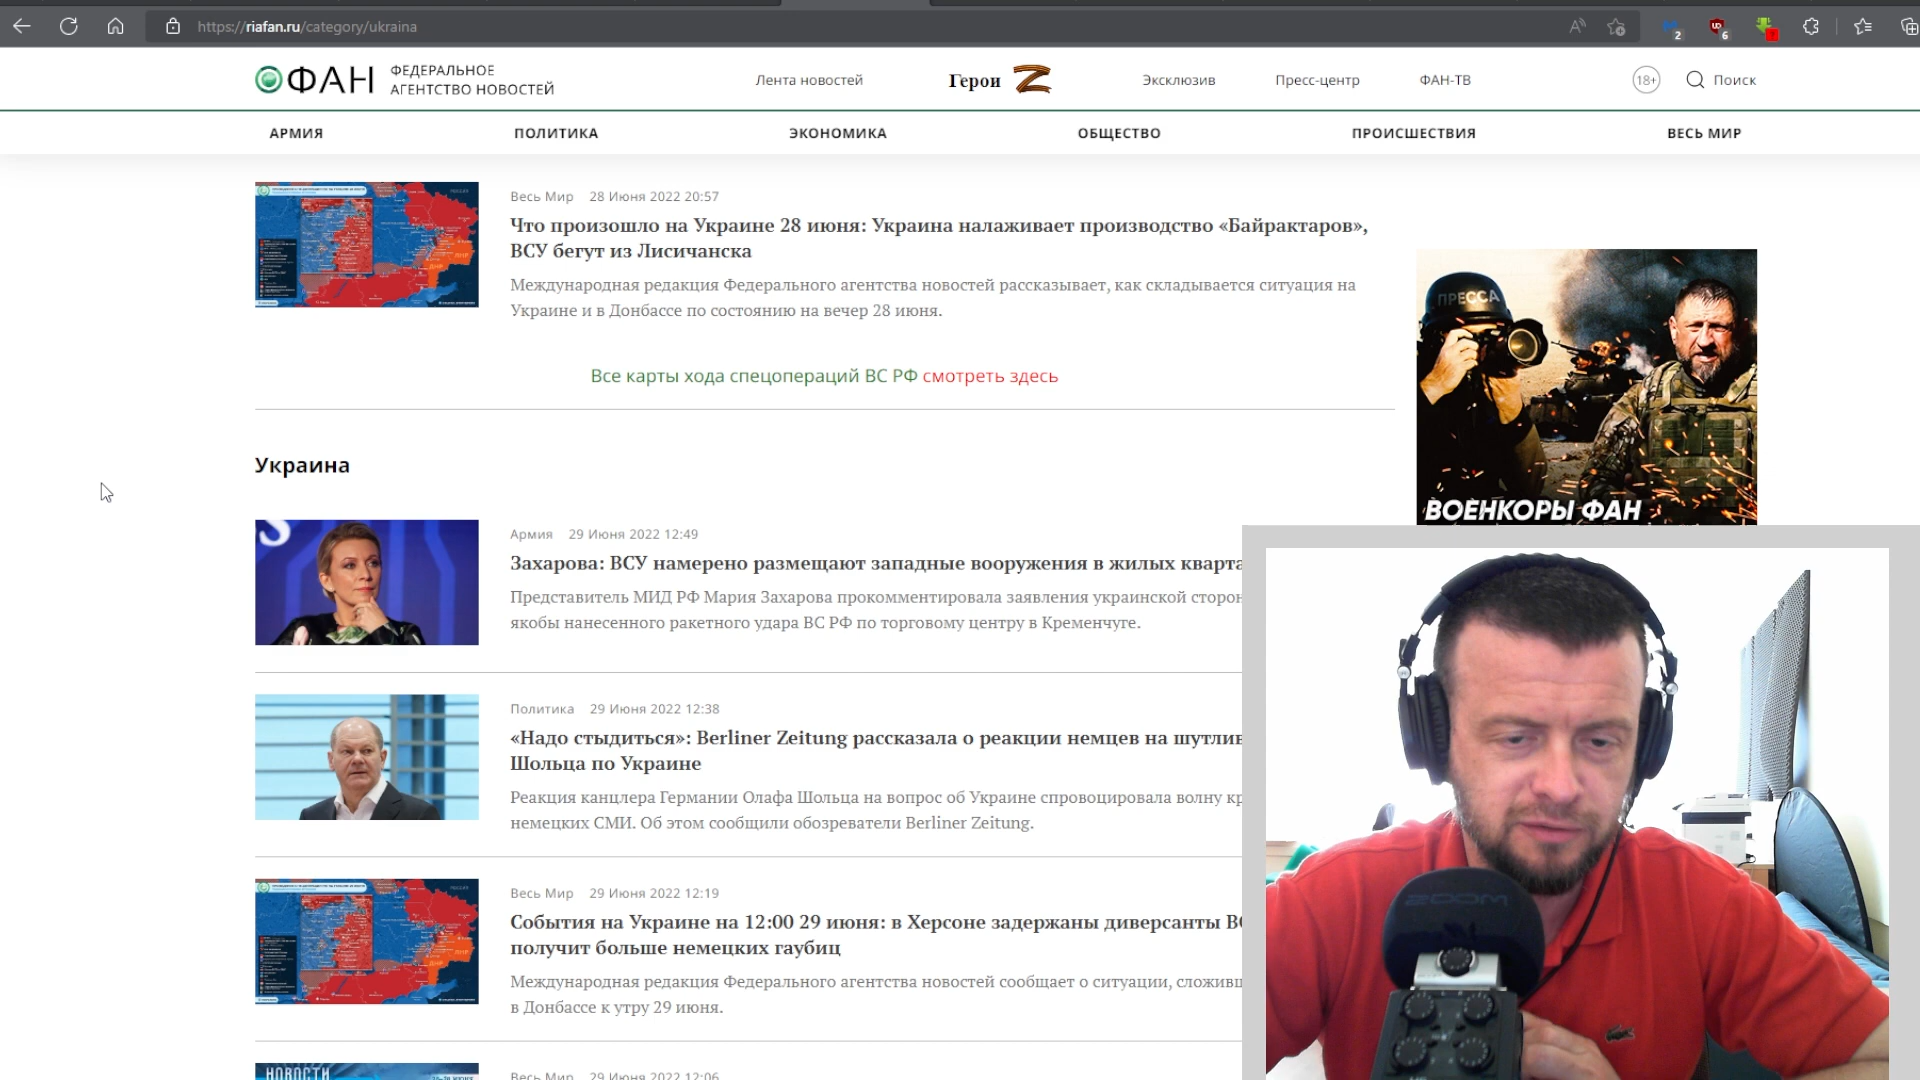 https://riafan.ru/category/ukraina
2
6
ФАН
ФЕДЕРАЛЬНОЕ
АГЕНТСТВО НОВОСТЕЙ
Лента новостей
Герои Z
Эксклюзив
Пресс-центр
ФАН-ТВ
18+
Поиск
АРМИЯ
ПОЛИТИКА
ЭКОНОМИКА
ОБЩЕСТВО
ПРОИСШЕСТВИЯ
ВЕСЬ МИР
Весь Мир 28 Июня 2022 20:57
Что произошло на Украине 28 июня: Украина налаживает производство «Байрактаров»,
ВСУ бегут из Лисичанска
Международная редакция Федерального агентства новостей рассказывает, как складывается ситуация на
Украине и в Донбассе по состоянию на вечер 28 июня.
Все карты хода спецопераций ВС РФ смотреть здесь
ПРЕССА
ВОЕНКОРЫ ФАН
Украина
Армия 29 Июня 2022 12:49
Захарова: ВСУ намерено размещают западные вооружения в жилых кварта
Представитель МИД РФ Мария Захарова прокомментировала заявления украинской сторон
якобы нанесенного ракетного удара ВС РФ по торговому центру в Кременчуге.
Политика 29 Июня 2022 12:38
«Надо стыдиться»: Berliner Zeitung рассказала о реакции немцев на шутлив
Шольца по Украине
Реакция канцлера Германии Олафа Шольца на вопрос об Украине спровоцировала волну кр
немецких СМИ. Об этом сообщили обозреватели Berliner Zeitung.
Весь Мир 29 Июня 2022 12:19
События на Украине на 12:00 29 июня: в Херсоне задержаны диверсанты ВС
получит больше немецких гаубиц
Международная редакция Федерального агентства новостей сообщает о ситуации, сложивш
в Донбассе к утру 29 июня.
НОВОСТИ
Весь Мир 29 Июня 2022 12:06
zoom